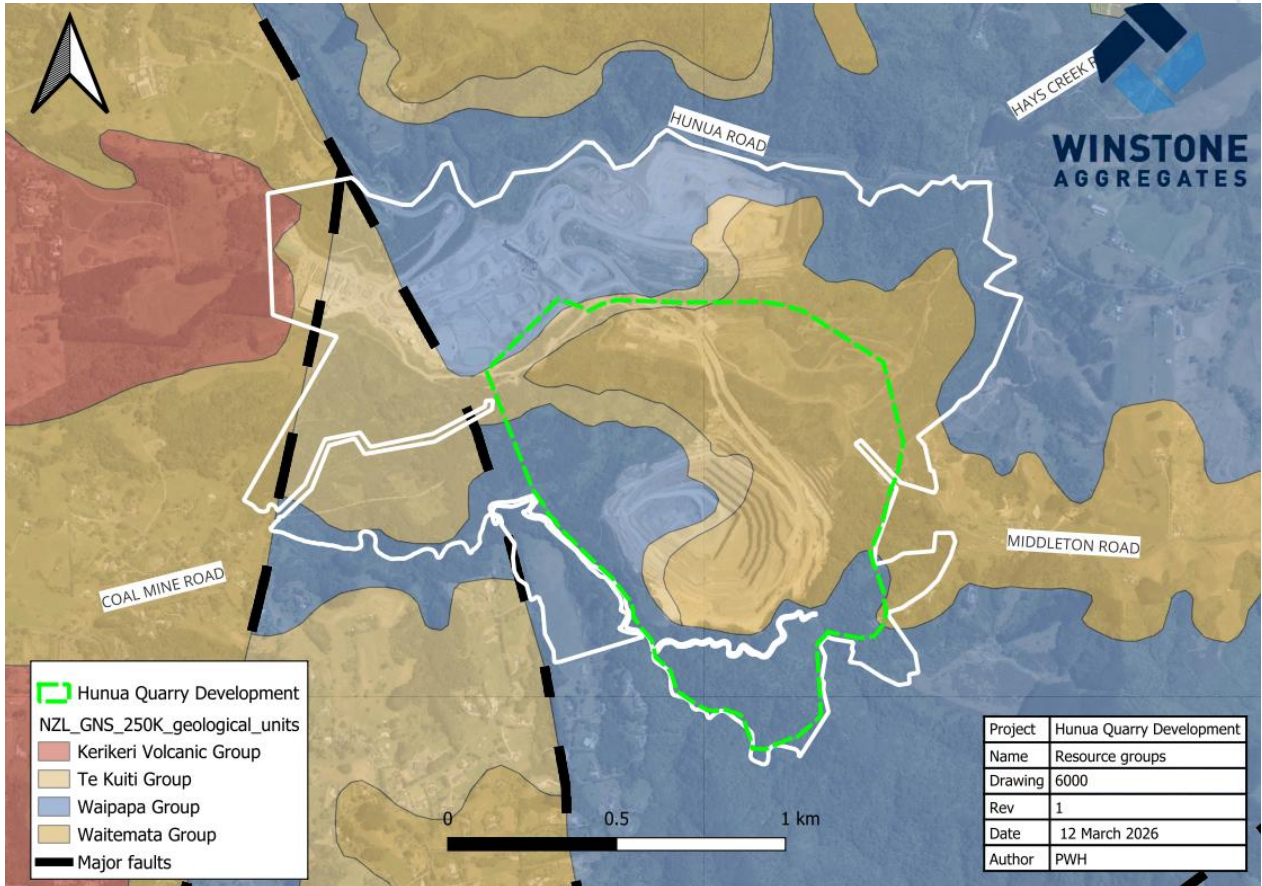 HUNUA ROAD
HAYS CREEK R
WINSTONE
AGGREGATES
MIDDLETON ROAD
COAL MINE ROAD
Hunua Quarry Development
NZL_GNS_250K_geological_units
Kerikeri Volcanic Group
Te Kuiti Group
Waipapa Group
Waitemata Group
Major faults
0 0.5 1 km
Project Hunua Quarry Development
Name Resource groups
Drawing 6000
Rev 1
Date 12 March 2026
Author PWH